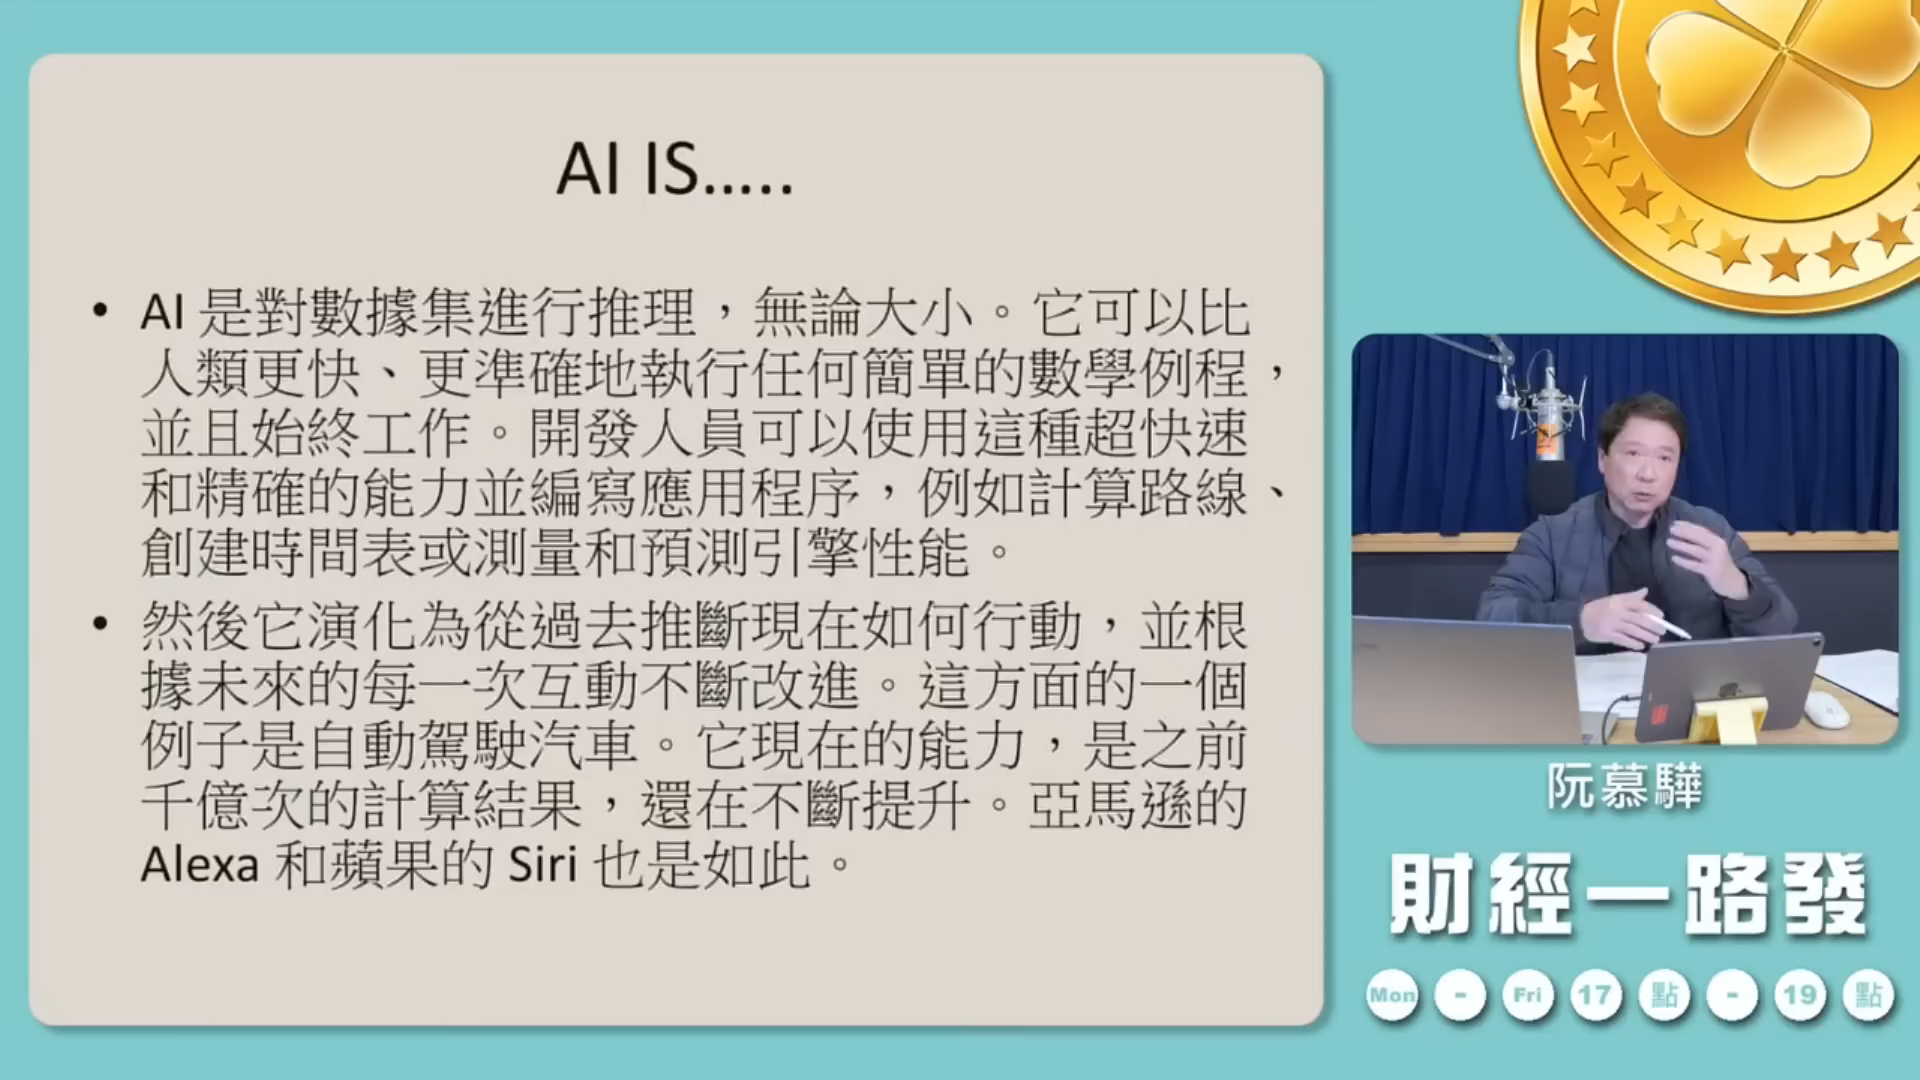 AI IS.....
• AI 是對數據集進行推理，無論大小。它可以比
人類更快、更準確地執行任何簡單的數學例程，
並且始終工作。開發人員可以使用這種超快速
和精確的能力並編寫應用程序，例如計算路線、
創建時間表或測量和預測引擎性能。
• 然後它演化為從過去推斷現在如何行動，並根
據未來的每一次互動不斷改進。這方面的一個
例子是自動駕駛汽車。它現在的能力，是之前
千億次的計算結果，還在不斷提升。亞馬遜的
Alexa 和蘋果的 Siri 也是如此。
阮慕驊
財經一路發
Mon - Fri 17 點 - 19 點